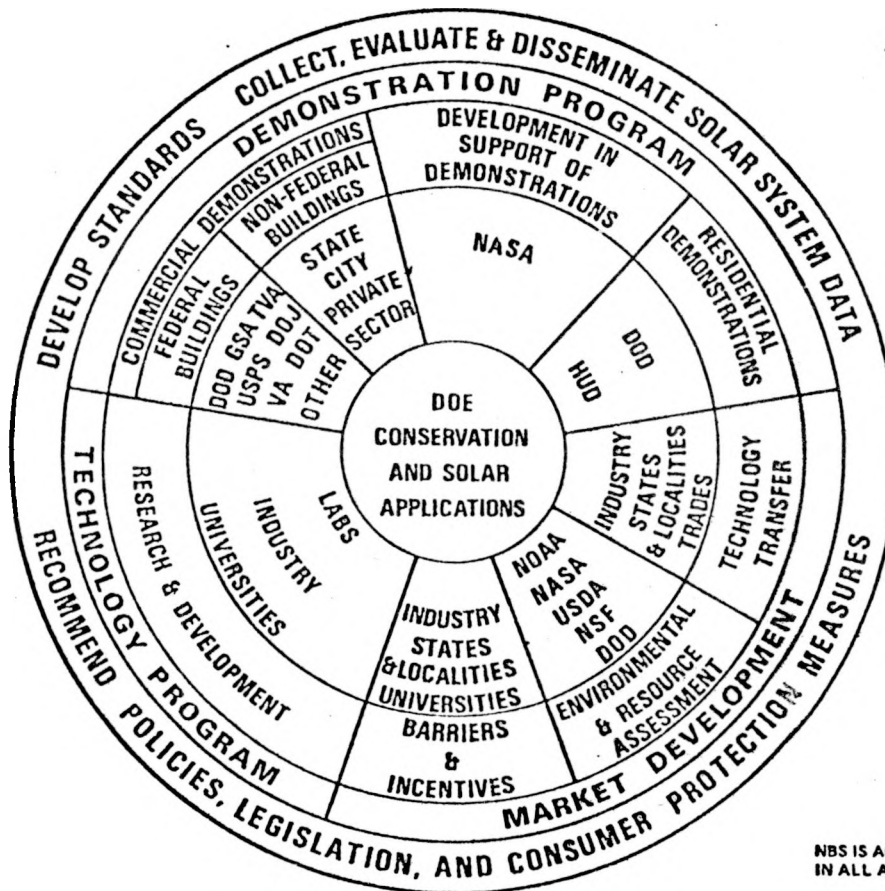 DEVELOP STANDARDS COLLECT, EVALUATE & DISSEMINATE SOLAR SYSTEM DATA
DEMONSTRATION PROGRAM
COMMERCIAL DEMONSTRATIONS
FEDERAL
BUILDINGS
DOD GSA TVA
USPS DOJ
VA DOT
OTHER
NON-FEDERAL
BUILDINGS
STATE
CITY
PRIVATE
SECTOR
DEVELOPMENT IN
SUPPORT OF
DEMONSTRATIONS
NASA
RESIDENTIAL
DEMONSTRATIONS
DOD
HUD
DOE
CONSERVATION
AND SOLAR
APPLICATIONS
TECHNOLOGY
TRANSFER
INDUSTRY
STATES
& LOCALITIES
TRADES
NOAA
NASA
USDA
NSF
DOD
ENVIRONMENTAL
& RESOURCE
ASSESSMENT
INDUSTRY
STATES
& LOCALITIES
UNIVERSITIES
BARRIERS
&
INCENTIVES
MARKET DEVELOPMENT
LABS
INDUSTRY
UNIVERSITIES
RESEARCH & DEVELOPMENT
TECHNOLOGY PROGRAM
RECOMMEND POLICIES, LEGISLATION, AND CONSUMER PROTECTION MEASURES
NBS IS A
IN ALL A